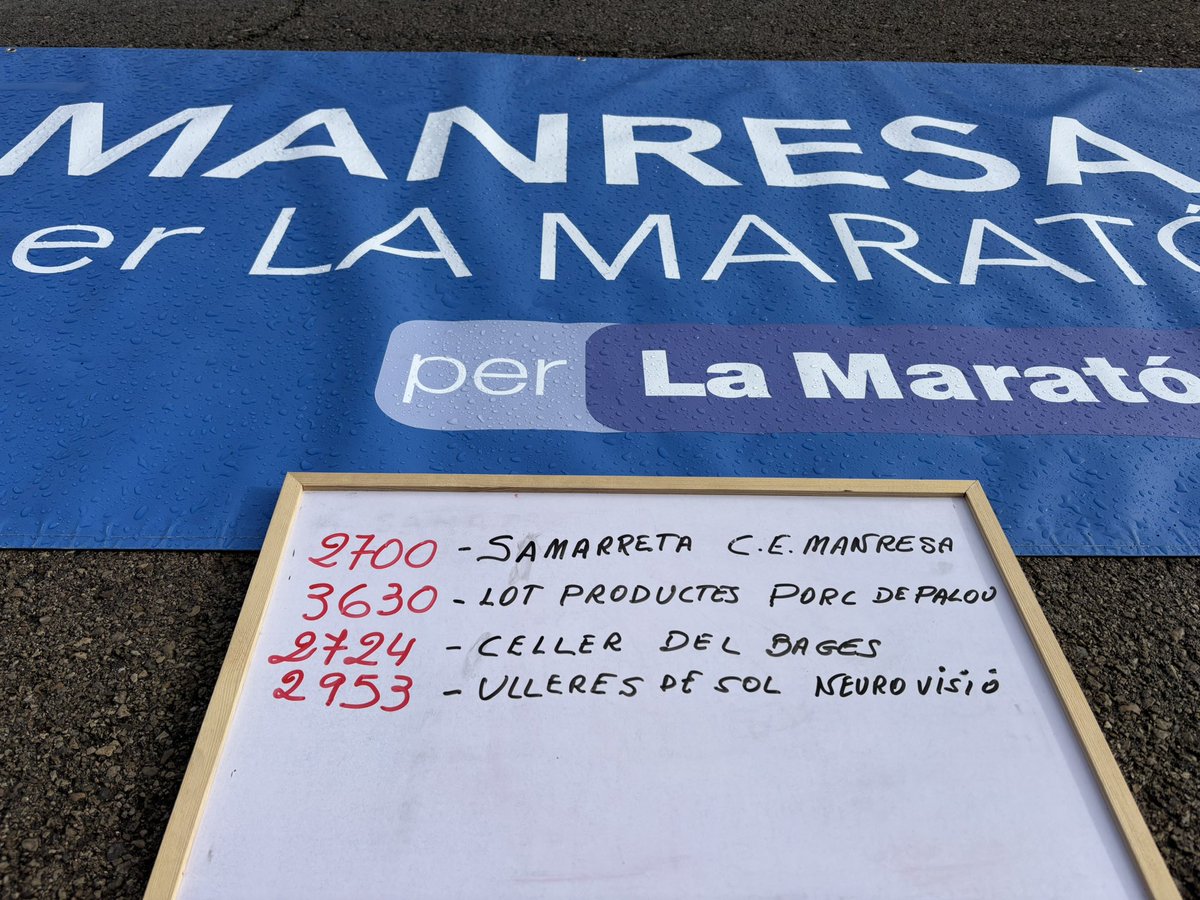 MANRESA
er LA MARATÓ
per La Marató
2700 - SAMARRETA C.E. MANRESA
3630 - LOT PRODUCTES PORC DE PALOU
2724 - CELLER DEL BAGES
2953 - ULLERES DE SOL NEUROVISIÓ